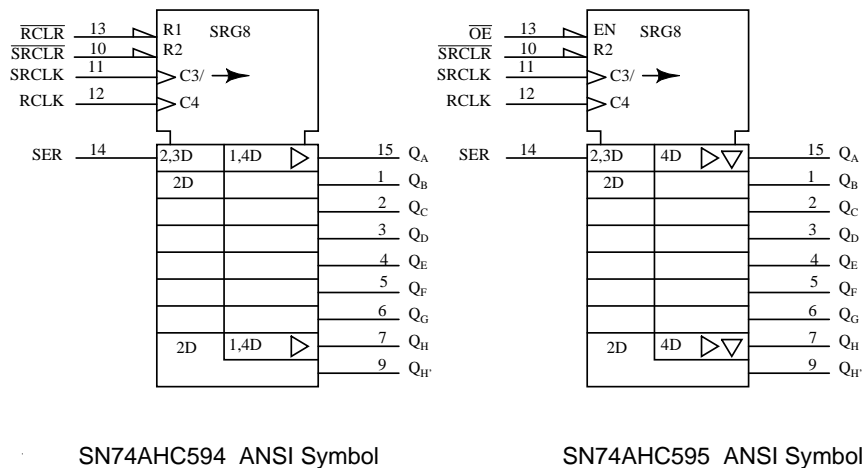 RCLR 13 R1 SRG8
SRCLR 10 R2
SRCLK 11 C3/
RCLK 12 C4
SER 14 2,3D 1,4D 15 QA
2D 1 QB
2 QC
3 QD
4 QE
5 QF
6 QG
2D 1,4D 7 QH
9 QH'
SN74AHC594 ANSI Symbol
OE 13 EN SRG8
SRCLR 10 R2
SRCLK 11 C3/
RCLK 12 C4
SER 14 2,3D 4D 15 QA
2D 1 QB
2 QC
3 QD
4 QE
5 QF
6 QG
2D 4D 7 QH
9 QH'
SN74AHC595 ANSI Symbol